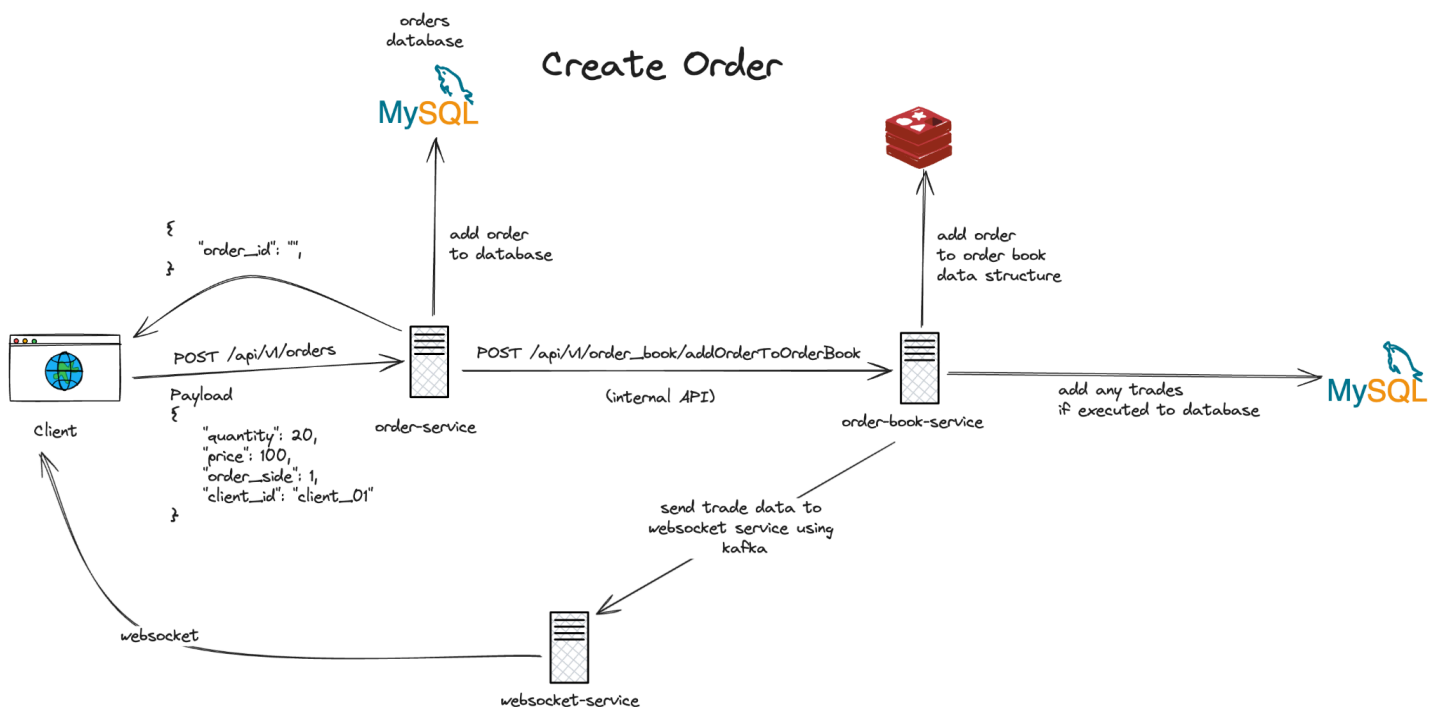 orders
database
Create Order
MySQL
{
"order_id": "",
}
add order
to database
add order
to order book
data structure
POST /api/v1/orders
POST /api/v1/order_book/addOrderToOrderBook
(internal API)
Payload
{
"quantity": 20,
"price": 100,
"order_side": 1,
"client_id": "client_01"
}
Client
order-service
order-book-service
add any trades
if executed to database
MySQL
send trade data to
websocket service using
kafka
websocket
websocket-service